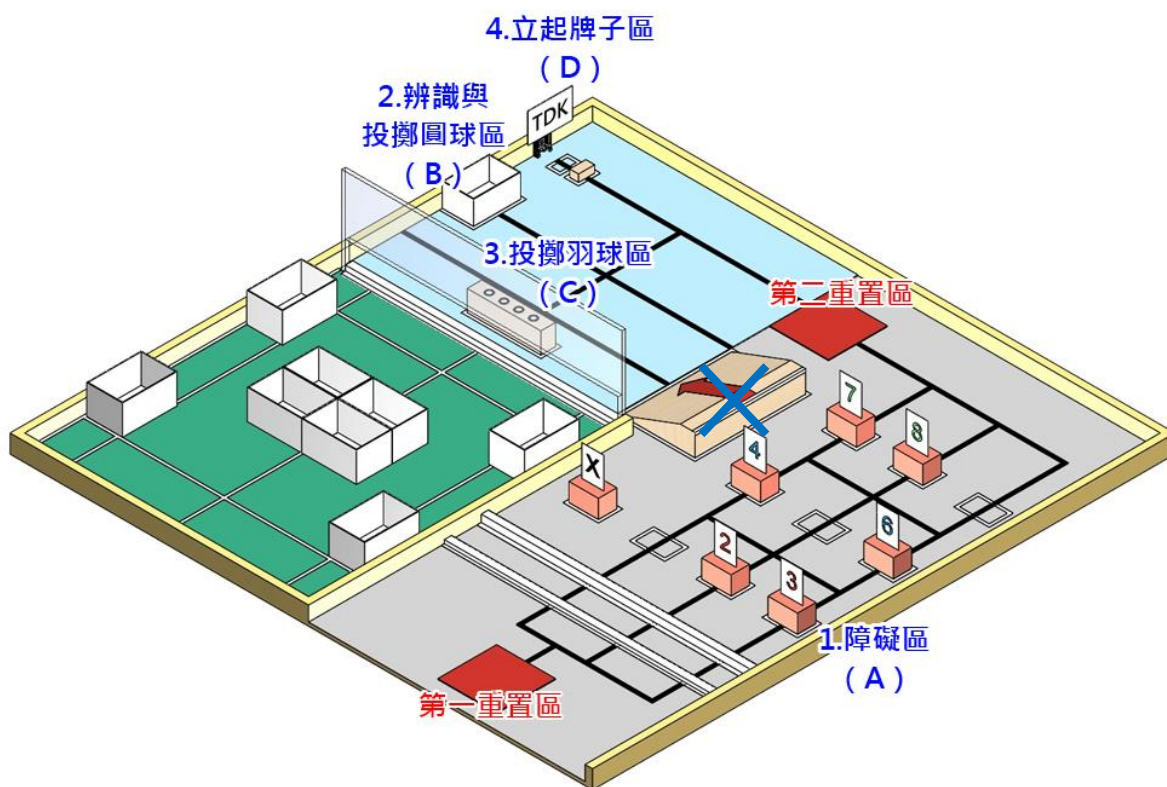 4.立起牌子區
（D）
2.辨識與
投擲圓球區
（B）
TDK
3.投擲羽球區
（C）
第二重置區
7
8
4
X
6
2
3
1.障礙區
（A）
第一重置區